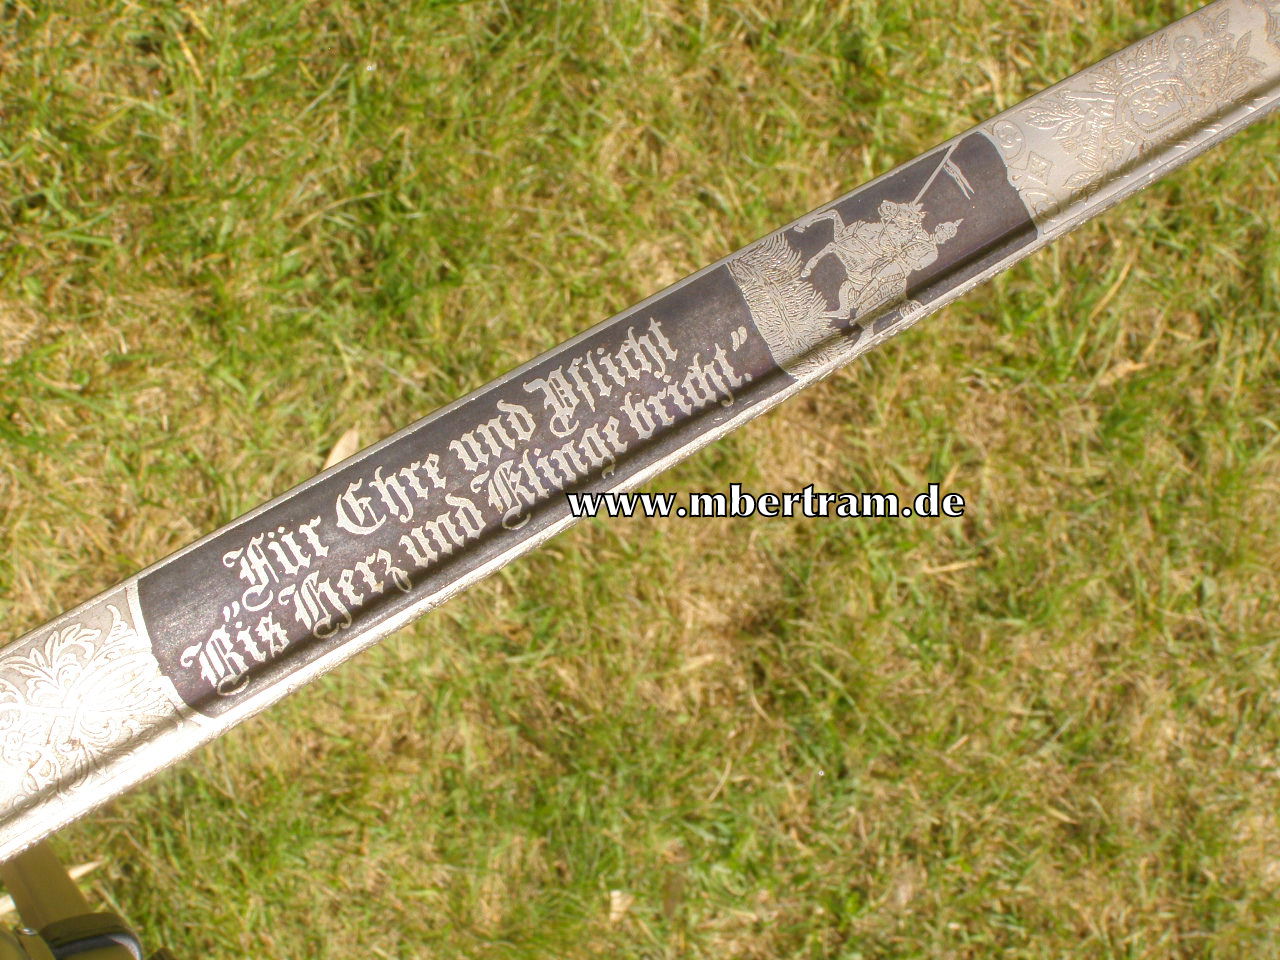 "Für Ehre und Pflicht
Bis Herz und Klinge bricht."
www.mbertram.de